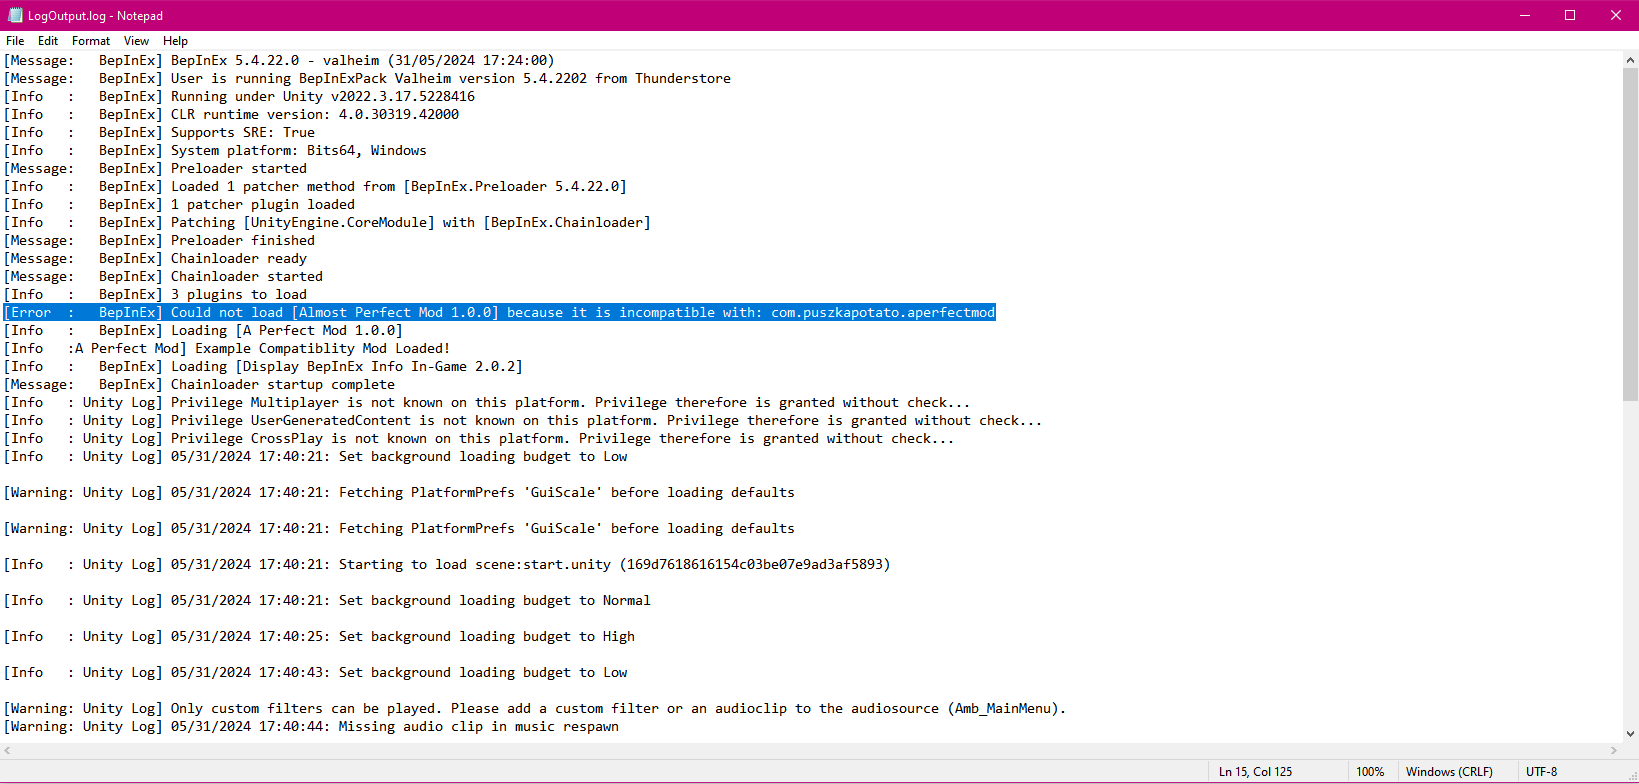 LogOutput.log - Notepad
File Edit Format View Help
[Message:   BepInEx] BepInEx 5.4.22.0 - valheim (31/05/2024 17:24:00)
[Message:   BepInEx] User is running BepInExPack Valheim version 5.4.2202 from Thunderstore
[Info   :   BepInEx] Running under Unity v2022.3.17.5228416
[Info   :   BepInEx] CLR runtime version: 4.0.30319.42000
[Info   :   BepInEx] Supports SRE: True
[Info   :   BepInEx] System platform: Bits64, Windows
[Message:   BepInEx] Preloader started
[Info   :   BepInEx] Loaded 1 patcher method from [BepInEx.Preloader 5.4.22.0]
[Info   :   BepInEx] 1 patcher plugin loaded
[Info   :   BepInEx] Patching [UnityEngine.CoreModule] with [BepInEx.Chainloader]
[Message:   BepInEx] Preloader finished
[Message:   BepInEx] Chainloader ready
[Message:   BepInEx] Chainloader started
[Info   :   BepInEx] 3 plugins to load
[Error  :   BepInEx] Could not load [Almost Perfect Mod 1.0.0] because it is incompatible with: com.puszkapotato.aperfectmod
[Info   :   BepInEx] Loading [A Perfect Mod 1.0.0]
[Info   :A Perfect Mod] Example Compatiblity Mod Loaded!
[Info   :   BepInEx] Loading [Display BepInEx Info In-Game 2.0.2]
[Message:   BepInEx] Chainloader startup complete
[Info   : Unity Log] Privilege Multiplayer is not known on this platform. Privilege therefore is granted without check...
[Info   : Unity Log] Privilege UserGeneratedContent is not known on this platform. Privilege therefore is granted without check...
[Info   : Unity Log] Privilege CrossPlay is not known on this platform. Privilege therefore is granted without check...
[Info   : Unity Log] 05/31/2024 17:40:21: Set background loading budget to Low
[Warning: Unity Log] 05/31/2024 17:40:21: Fetching PlatformPrefs 'GuiScale' before loading defaults
[Warning: Unity Log] 05/31/2024 17:40:21: Fetching PlatformPrefs 'GuiScale' before loading defaults
[Info   : Unity Log] 05/31/2024 17:40:21: Starting to load scene:start.unity (169d7618616154c03be07e9ad3af5893)
[Info   : Unity Log] 05/31/2024 17:40:21: Set background loading budget to Normal
[Info   : Unity Log] 05/31/2024 17:40:25: Set background loading budget to High
[Info   : Unity Log] 05/31/2024 17:40:43: Set background loading budget to Low
[Warning: Unity Log] Only custom filters can be played. Please add a custom filter or an audioclip to the audiosource (Amb_MainMenu).
[Warning: Unity Log] 05/31/2024 17:40:44: Missing audio clip in music respawn
Ln 15, Col 125 100% Windows (CRLF) UTF-8